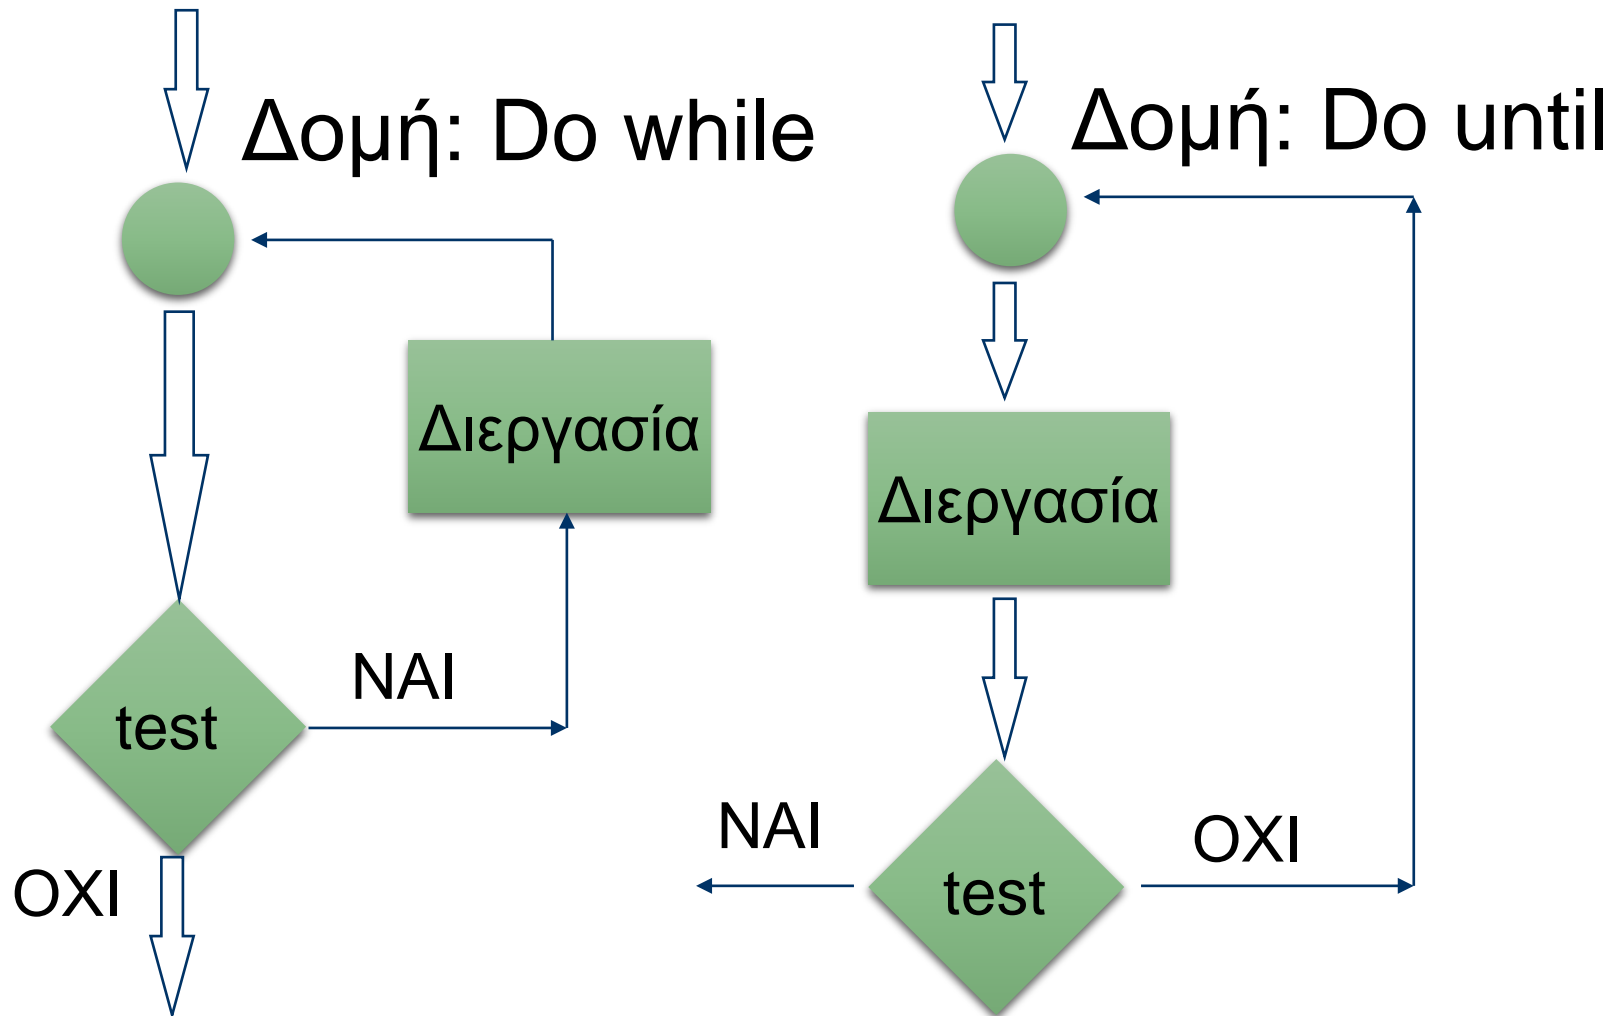 Δομή: Do while
Διεργασία
ΝΑΙ
test
ΟΧΙ
Δομή: Do until
Διεργασία
ΝΑΙ
ΟΧΙ
test